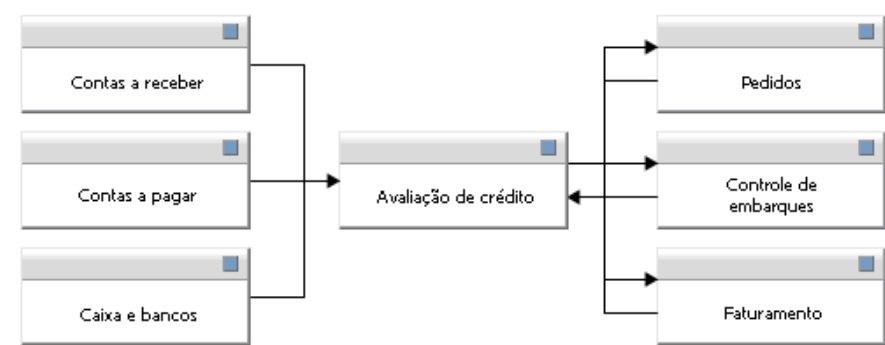 Contas a receber
Pedidos
Contas a pagar
Avaliação de crédito
Controle de
embarques
Caixa e bancos
Faturamento